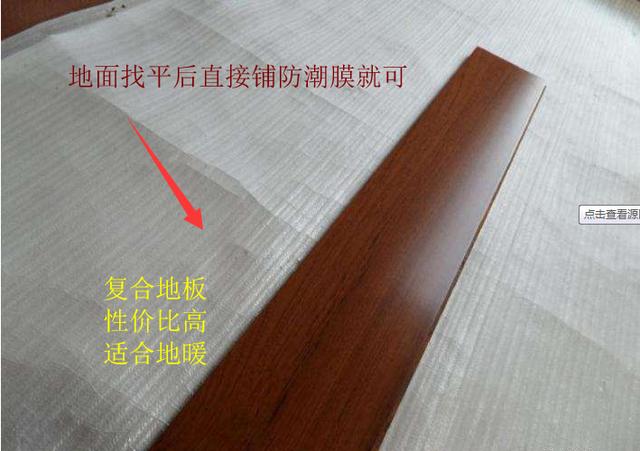 地面找平后直接铺防潮膜就可
点击查看源
复合地板
性价比高
适合地暖